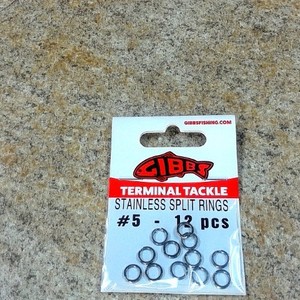 GIBBSFISHING.COM
GIBBS
TERMINAL TACKLE
STAINLESS SPLIT RINGS
#5 - 12 pcs